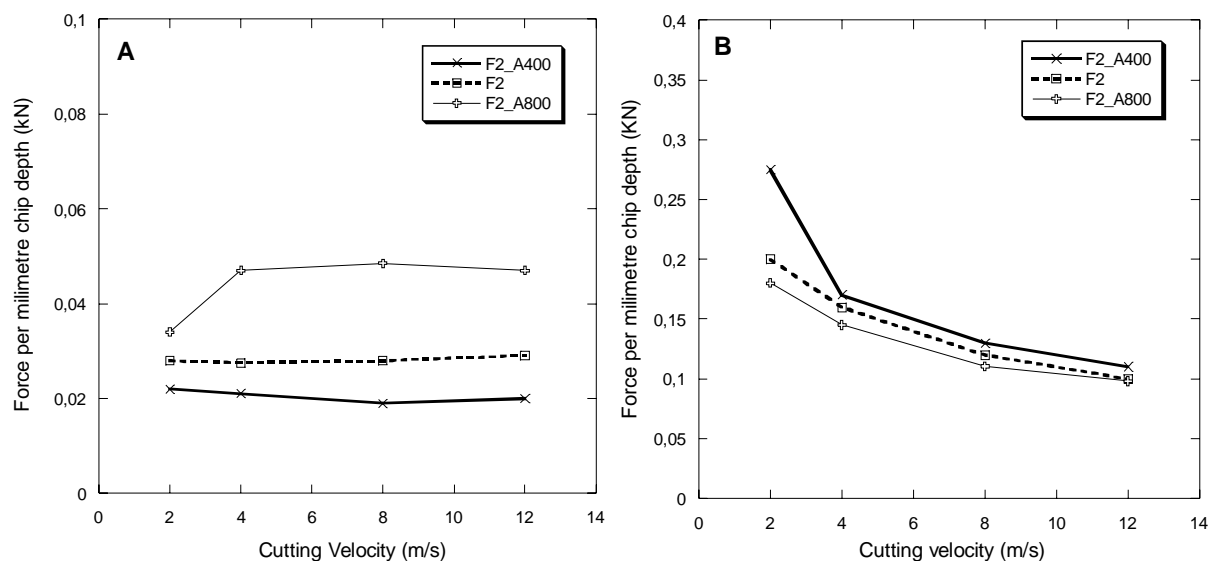 A
F2_A400
F2
F2_A800
Force per milimetre chip depth (kN)
0,1
0,08
0,06
0,04
0,02
0
0 2 4 6 8 10 12 14
Cutting Velocity (m/s)
B
F2_A400
F2
F2_A800
Force per milimetre chip depth (KN)
0,4
0,35
0,3
0,25
0,2
0,15
0,1
0,05
0
0 2 4 6 8 10 12 14
Cutting velocity (m/s)